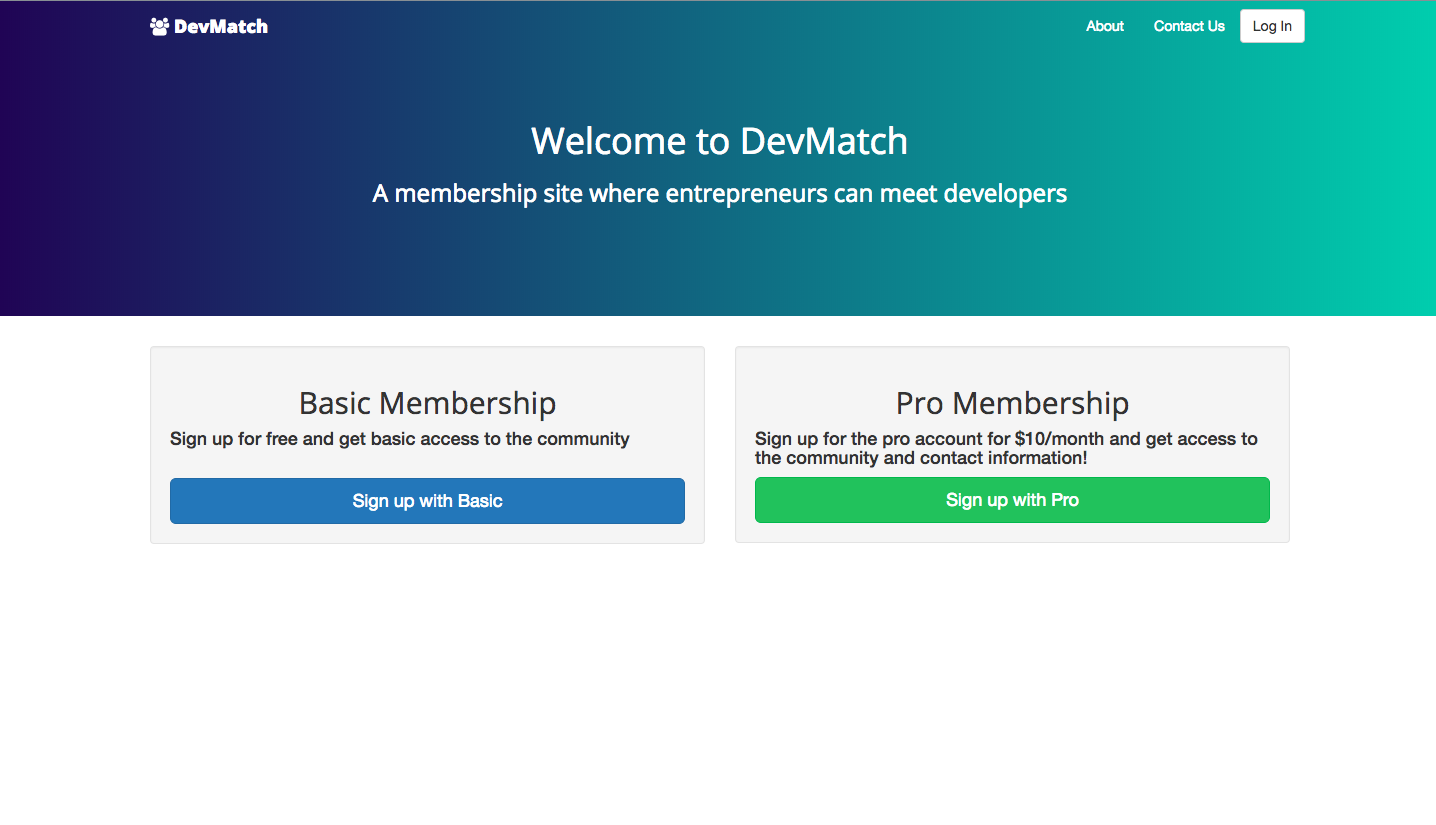 DevMatch
About
Contact Us
Log In
Welcome to DevMatch
A membership site where entrepreneurs can meet developers
Basic Membership
Sign up for free and get basic access to the community
Sign up with Basic
Pro Membership
Sign up for the pro account for $10/month and get access to
the community and contact information!
Sign up with Pro